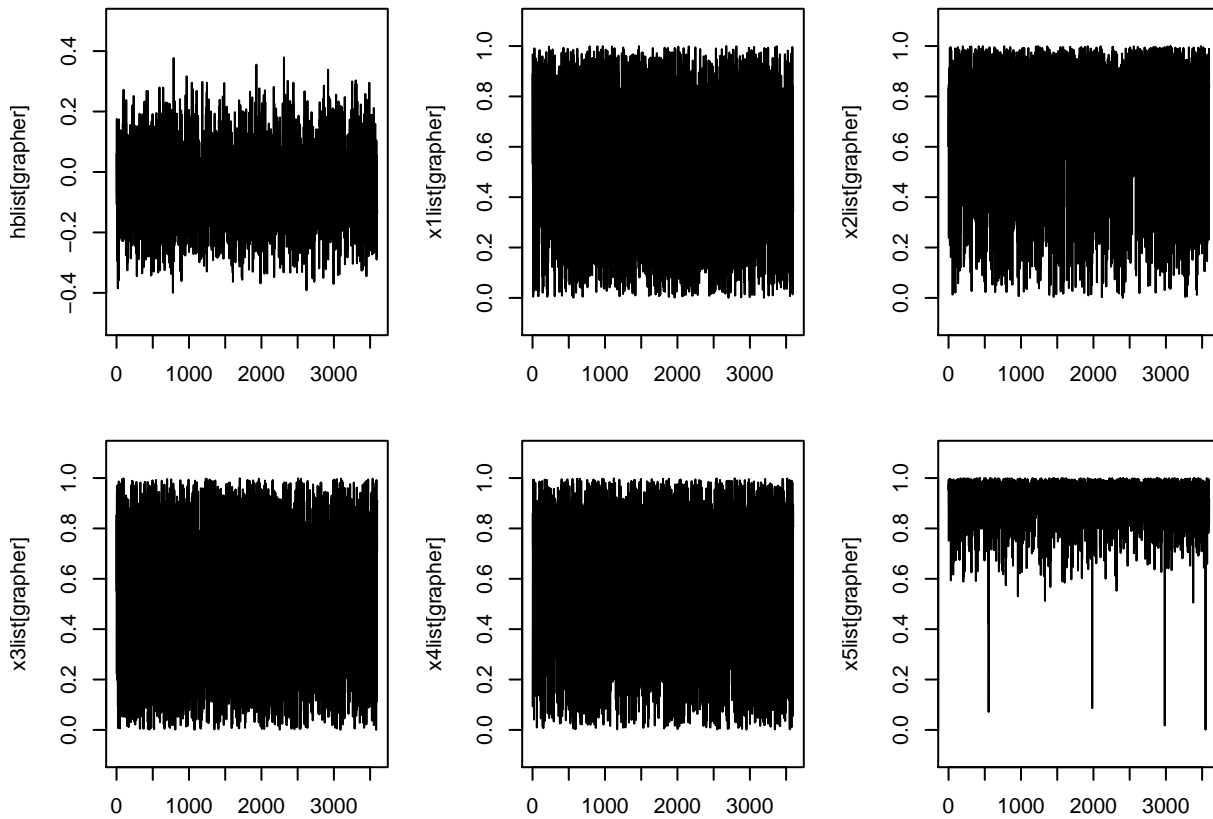 hblist[grapher]
−0.4 −0.2 0.0 0.2 0.4
0 1000 2000 3000
x1list[grapher]
0.0 0.2 0.4 0.6 0.8 1.0
0 1000 2000 3000
x2list[grapher]
0.0 0.2 0.4 0.6 0.8 1.0
0 1000 2000 3000
x3list[grapher]
0.0 0.2 0.4 0.6 0.8 1.0
0 1000 2000 3000
x4list[grapher]
0.0 0.2 0.4 0.6 0.8 1.0
0 1000 2000 3000
x5list[grapher]
0.0 0.2 0.4 0.6 0.8 1.0
0 1000 2000 3000